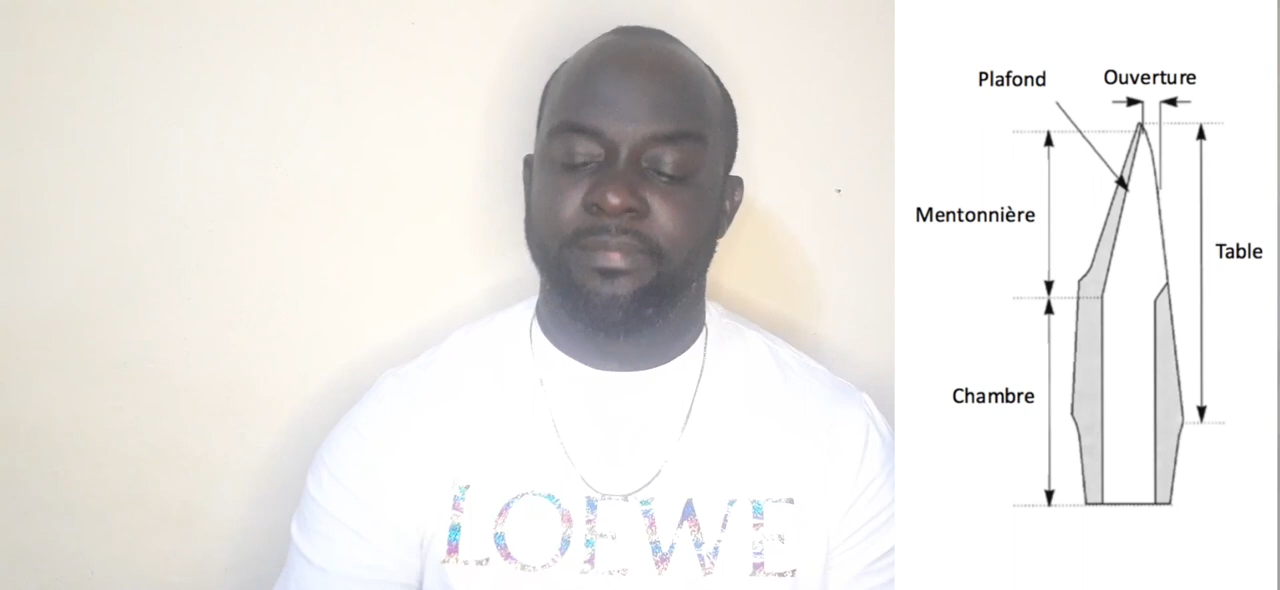 LOEWE
Plafond
Ouverture
Mentonnière
Table
Chambre